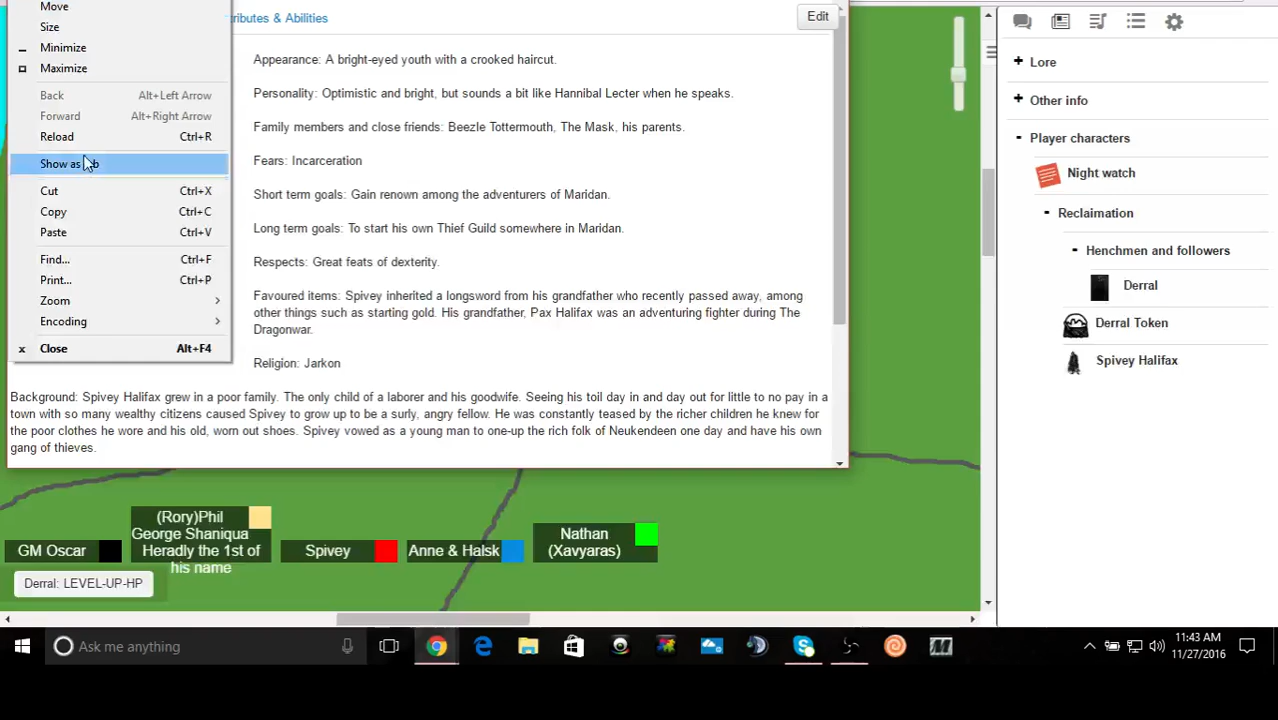 Move
Size
Minimize
Maximize
Back Alt+Left Arrow
Forward Alt+Right Arrow
Reload Ctrl+R
Show as
Cut Ctrl+X
Copy Ctrl+C
Paste Ctrl+V
Find... Ctrl+F
Print... Ctrl+P
Zoom
Encoding
x Close Alt+F4
tributes & Abilities
Edit
Appearance: A bright-eyed youth with a crooked haircut.
Personality: Optimistic and bright, but sounds a bit like Hannibal Lecter when he speaks.
Family members and close friends: Beezle Tottermouth, The Mask, his parents.
Fears: Incarceration
Short term goals: Gain renown among the adventurers of Maridan.
Long term goals: To start his own Thief Guild somewhere in Maridan.
Respects: Great feats of dexterity.
Favoured items: Spivey inherited a longsword from his grandfather who recently passed away, among
other things such as starting gold. His grandfather, Pax Halifax was an adventuring fighter during The
Dragonwar.
Religion: Jarkon
Background: Spivey Halifax grew in a poor family. The only child of a laborer and his goodwife. Seeing his toil day in and day out for little to no pay in a
town with so many wealthy citizens caused Spivey to grow up to be a surly, angry fellow. He was constantly teased by the richer children he knew for
the poor clothes he wore and his old, worn out shoes. Spivey vowed as a young man to one-up the rich folk of Neukendeen one day and have his own
gang of thieves.
+ Lore
+ Other info
- Player characters
Night watch
- Reclaimation
- Henchmen and followers
Derral
Derral Token
Spivey Halifax
GM Oscar
(Rory)Phil
George Shaniqua
Heradly the 1st of
his name
Spivey
Anne & Halsk
Nathan
(Xavyaras)
Derral: LEVEL-UP-HP
Ask me anything
11:43 AM
11/27/2016